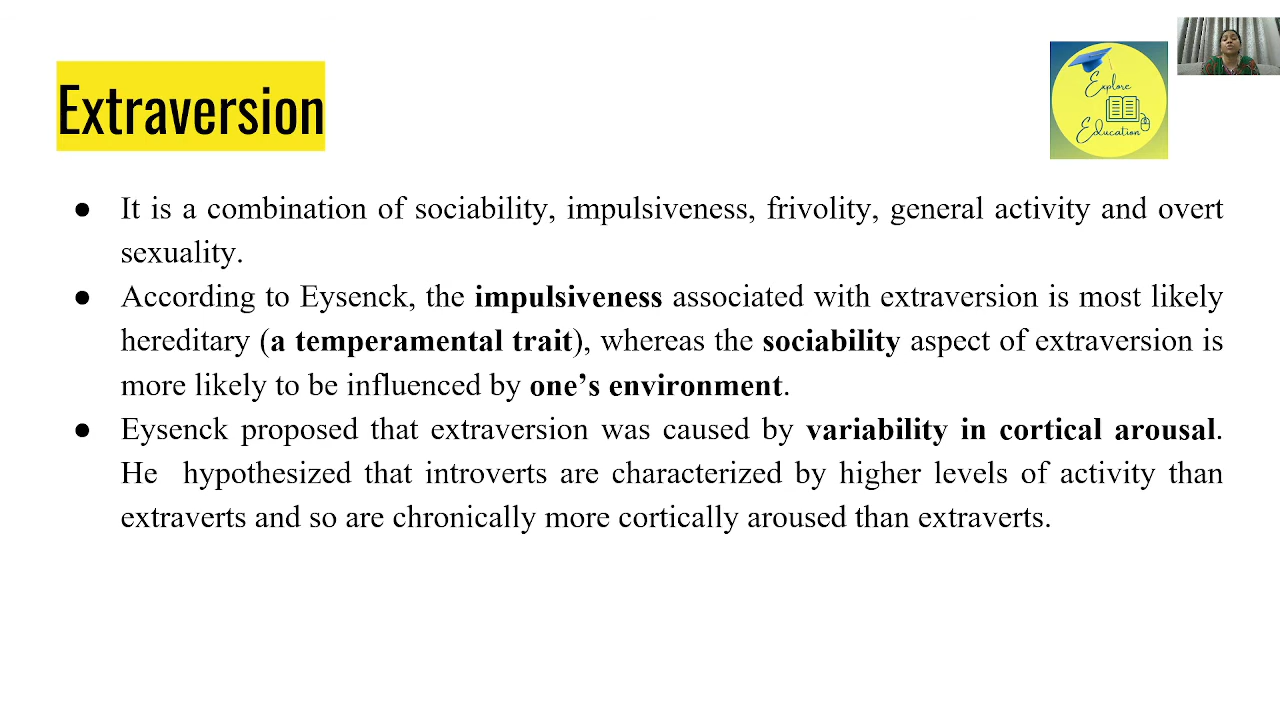 Extraversion
Explore
Education
● It is a combination of sociability, impulsiveness, frivolity, general activity and overt
sexuality.
● According to Eysenck, the impulsiveness associated with extraversion is most likely
hereditary (a temperamental trait), whereas the sociability aspect of extraversion is
more likely to be influenced by one’s environment.
● Eysenck proposed that extraversion was caused by variability in cortical arousal.
He hypothesized that introverts are characterized by higher levels of activity than
extraverts and so are chronically more cortically aroused than extraverts.